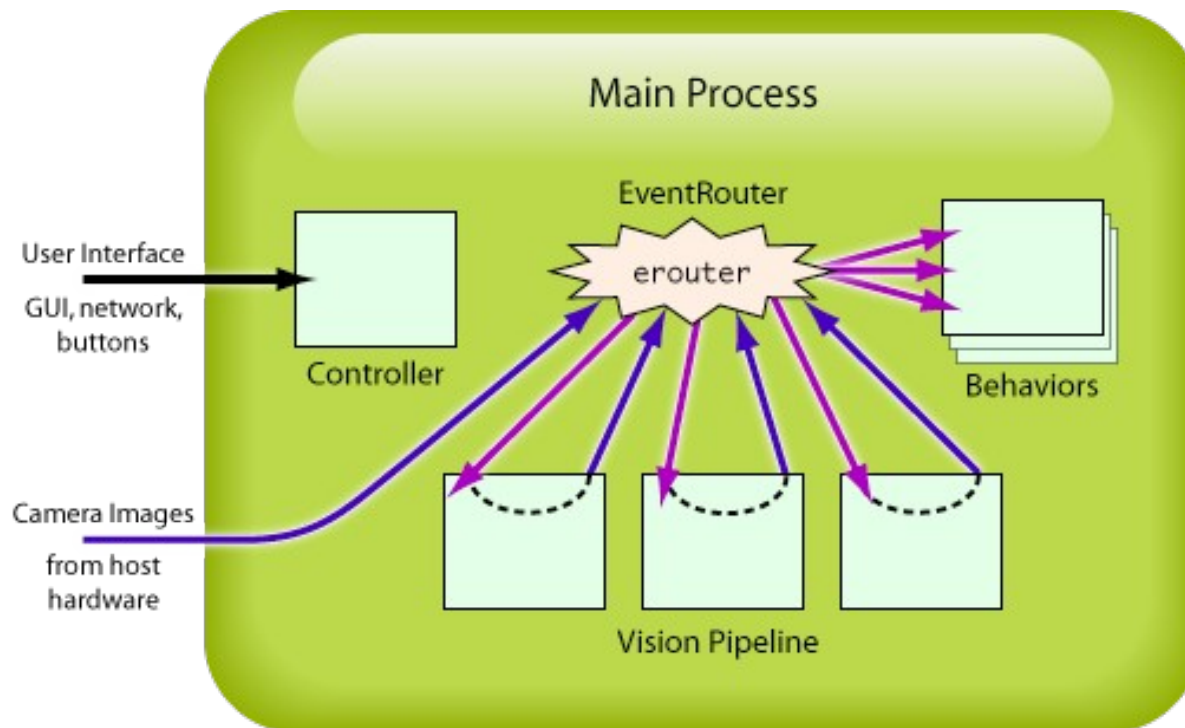 Main Process
EventRouter
erouter
User Interface
GUI, network,
buttons
Controller
Behaviors
Camera Images
from host
hardware
Vision Pipeline